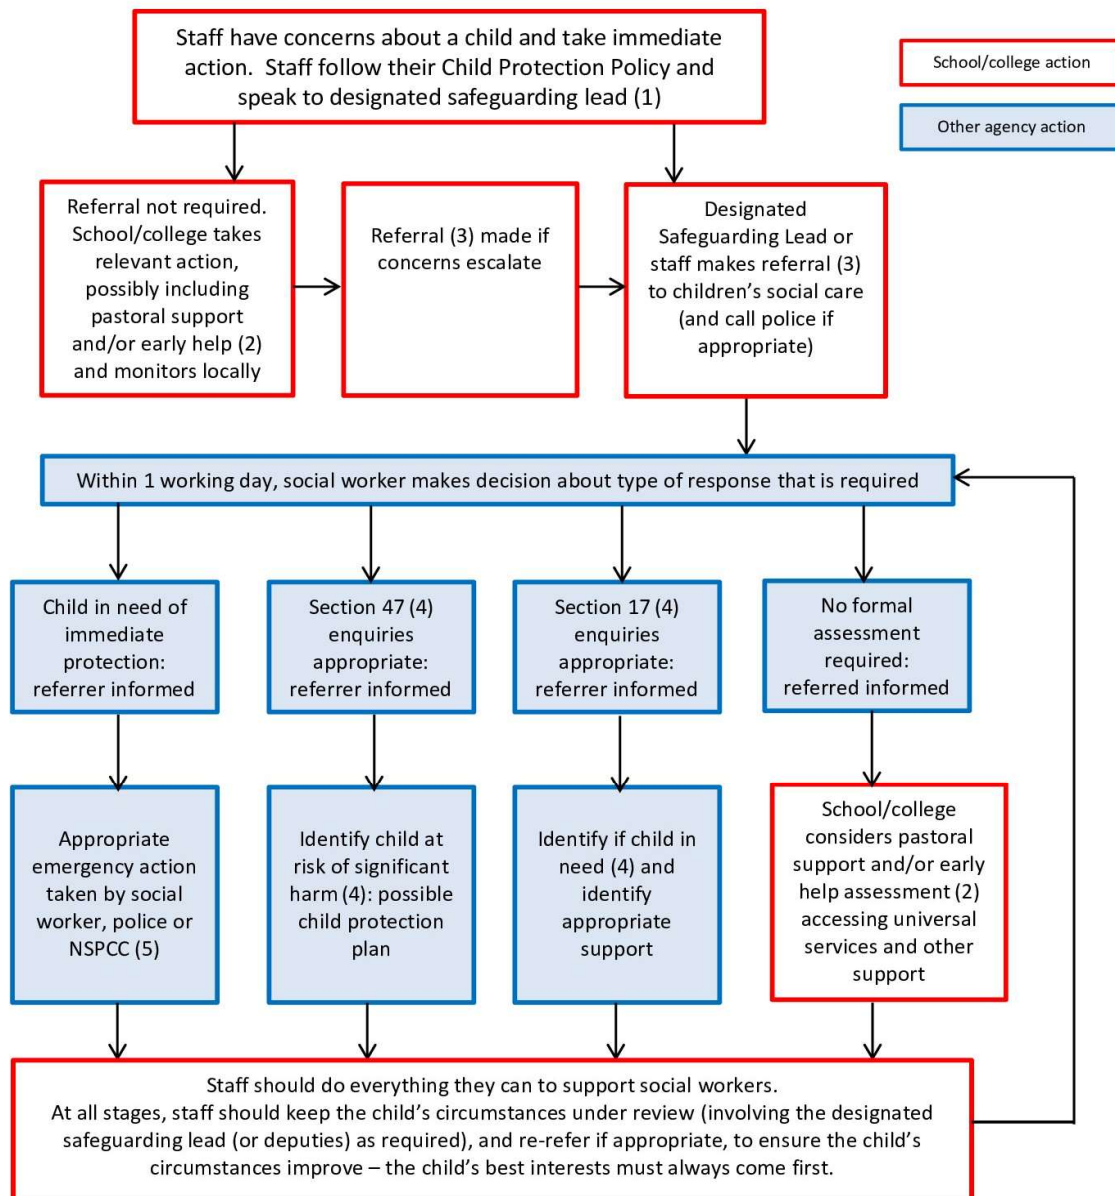 Staff have concerns about a child and take immediate
action. Staff follow their Child Protection Policy and
speak to designated safeguarding lead (1)
School/college action
Other agency action
Referral not required.
School/college takes
relevant action,
possibly including
pastoral support
and/or early help (2)
and monitors locally
Referral (3) made if
concerns escalate
Designated
Safeguarding Lead or
staff makes referral (3)
to children’s social care
(and call police if
appropriate)
Within 1 working day, social worker makes decision about type of response that is required
Child in need of
immediate
protection:
referrer informed
Section 47 (4)
enquiries
appropriate:
referrer informed
Section 17 (4)
enquiries
appropriate:
referrer informed
No formal
assessment
required:
referred informed
Appropriate
emergency action
taken by social
worker, police or
NSPCC (5)
Identify child at
risk of significant
harm (4): possible
child protection
plan
Identify if child in
need (4) and
identify
appropriate
support
School/college
considers pastoral
support and/or early
help assessment (2)
accessing universal
services and other
support
Staff should do everything they can to support social workers.
At all stages, staff should keep the child’s circumstances under review (involving the designated
safeguarding lead (or deputies) as required), and re-refer if appropriate, to ensure the child’s
circumstances improve – the child’s best interests must always come first.